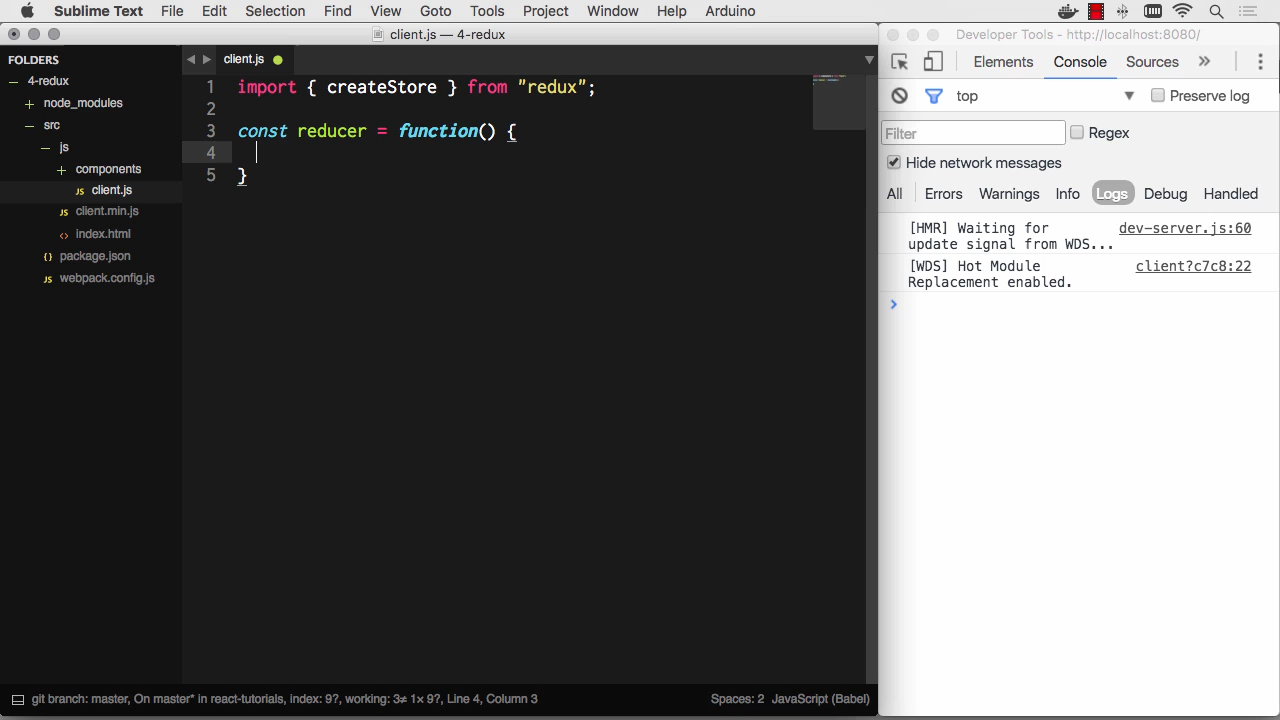 Sublime Text File Edit Selection Find View Goto Tools Project Window Help Arduino
client.js — 4-redux
Developer Tools - http://localhost:8080/
FOLDERS
4-redux
node_modules
src
js
components
JS client.js
JS client.min.js
<> index.html
{} package.json
JS webpack.config.js
client.js
1 import { createStore } from "redux";
2
3 const reducer = function() {
4
5 }
Elements Console Sources »
top Preserve log
Filter Regex
Hide network messages
All Errors Warnings Info Logs Debug Handled
[HMR] Waiting for dev-server.js:60
update signal from WDS...
[WDS] Hot Module client?c7c8:22
Replacement enabled.
git branch: master, On master* in react-tutorials, index: 9?, working: 3≠ 1× 9?, Line 4, Column 3 Spaces: 2 JavaScript (Babel)